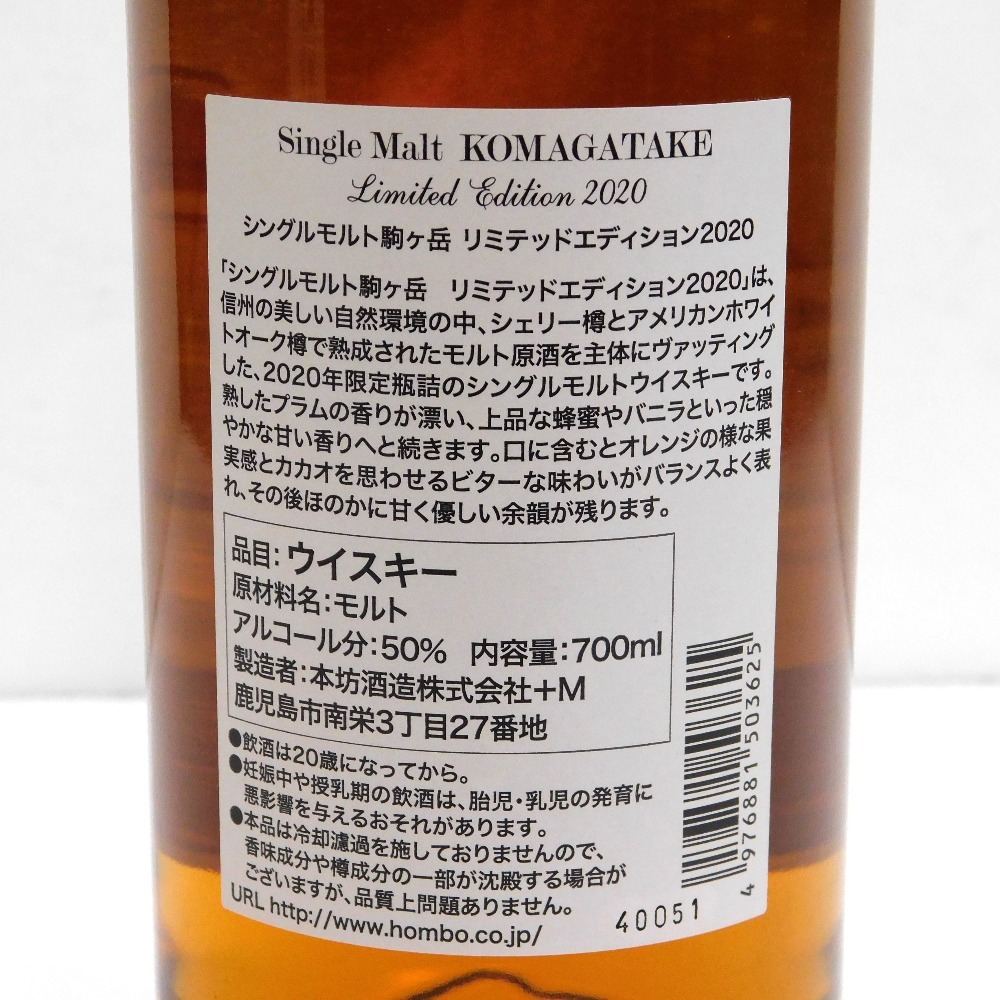 Single Malt KOMAGATAKE
Limited Edition 2020
シングルモルト駒ヶ岳 リミテッドエディション2020
「シングルモルト駒ヶ岳　リミテッドエディション2020」は、
信州の美しい自然環境の中、シェリー樽とアメリカンホワイ
トオーク樽で熟成されたモルト原酒を主体にヴァッティング
した、2020年限定瓶詰のシングルモルトウイスキーです。
熟したプラムの香りが漂い、上品な蜂蜜やバニラといった穏
やかな甘い香りへと続きます。口に含むとオレンジの様な果
実感とカカオを思わせるビターな味わいがバランスよく表
れ、その後ほのかに甘く優しい余韻が残ります。
品目：ウイスキー
原材料名：モルト
アルコール分：50%　内容量：700ml
製造者：本坊酒造株式会社+M
鹿児島市南栄3丁目27番地
●飲酒は20歳になってから。
●妊娠中や授乳期の飲酒は、胎児・乳児の発育に
悪影響を与えるおそれがあります。
●本品は冷却濾過を施しておりませんので、
香味成分や樽成分の一部が沈殿する場合が
ございますが、品質上問題ありません。
URL http://www.hombo.co.jp/
40051
4 976881 503625